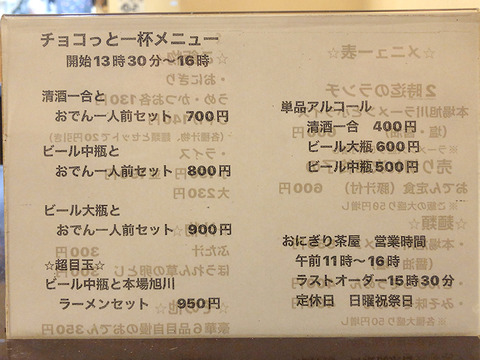 チョコっと一杯メニュー
開始13時30分〜16時
清酒一合と
おでん一人前セット 700円
ビール中瓶と
おでん一人前セット 800円
ビール大瓶と
おでん一人前セット 900円
☆超目玉☆
ビール中瓶と本場旭川
ラーメンセット 950円
単品アルコール
清酒一合 400円
ビール大瓶600円
ビール中瓶500円
おにぎり茶屋 営業時間
午前11時〜16時
ラストオーダー15時30分
定休日 日曜祝祭日